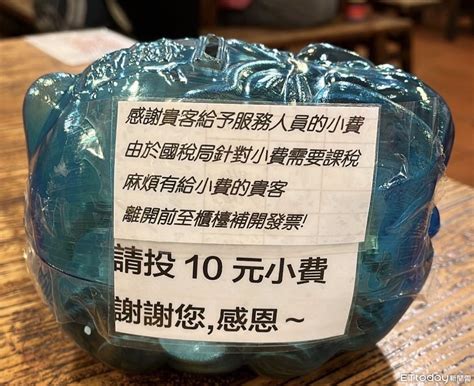 感謝貴客給予服務人員的小費
由於國稅局針對小費需要課稅
麻煩有給小費的貴客
離開前至櫃檯補開發票!
請投 10 元小費
謝謝您,感恩~
ETtoday新聞雲